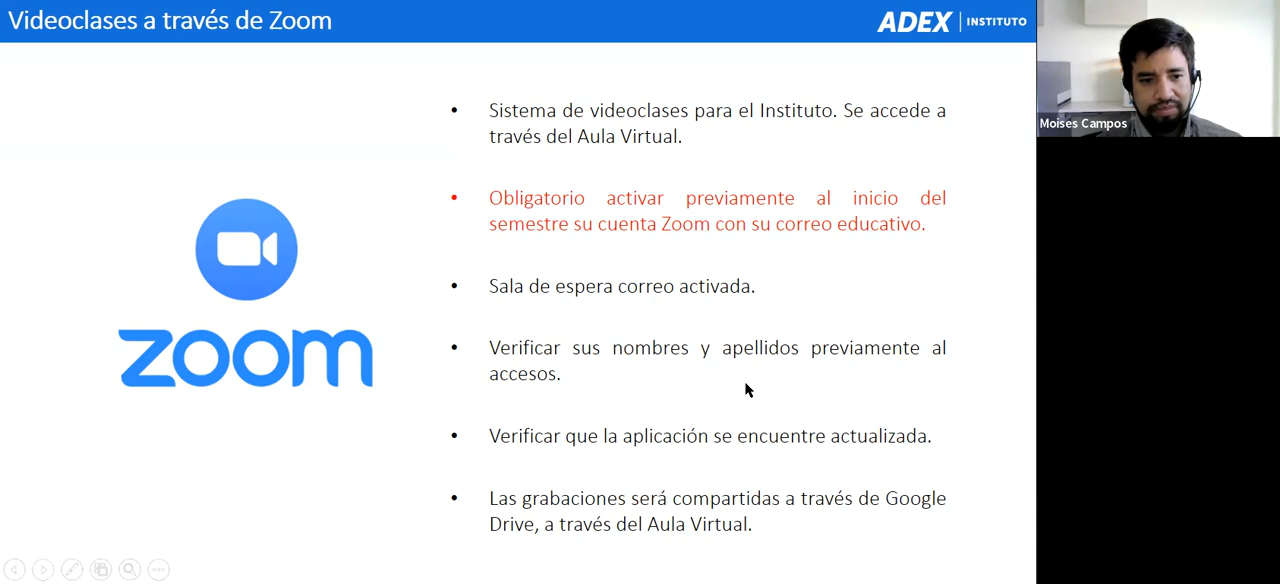 Videoclases a través de Zoom
ADEX | INSTITUTO
• Sistema de videoclases para el Instituto. Se accede a
través del Aula Virtual.
• Obligatorio activar previamente al inicio del
semestre su cuenta Zoom con su correo educativo.
• Sala de espera correo activada.
• Verificar sus nombres y apellidos previamente al
accesos.
• Verificar que la aplicación se encuentre actualizada.
• Las grabaciones será compartidas a través de Google
Drive, a través del Aula Virtual.
zoom
Moises Campos